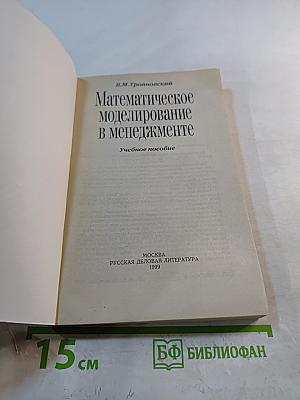 В.М.Трояновский
Математическое
моделирование
в менеджменте
Учебное пособие
МОСКВА
РУССКАЯ ДЕЛОВАЯ ЛИТЕРАТУРА
1999
15 см
БФ БИБЛИОФАН